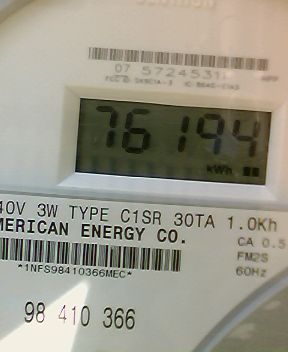 07 5724531
76194
kWh
40V 3W TYPE C1SR 30TA 1.0Kh
MERICAN ENERGY CO.
CA 0.5
FM2S
60Hz
*1NFS98410366MEC*
98 410 366